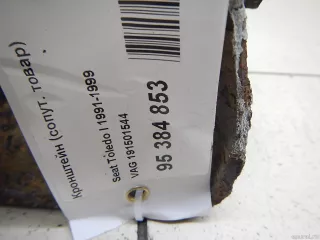 Кронштейн (сопут. товар)
Seat Toledo I 1991-1999
VAG 191501544
95 384 853